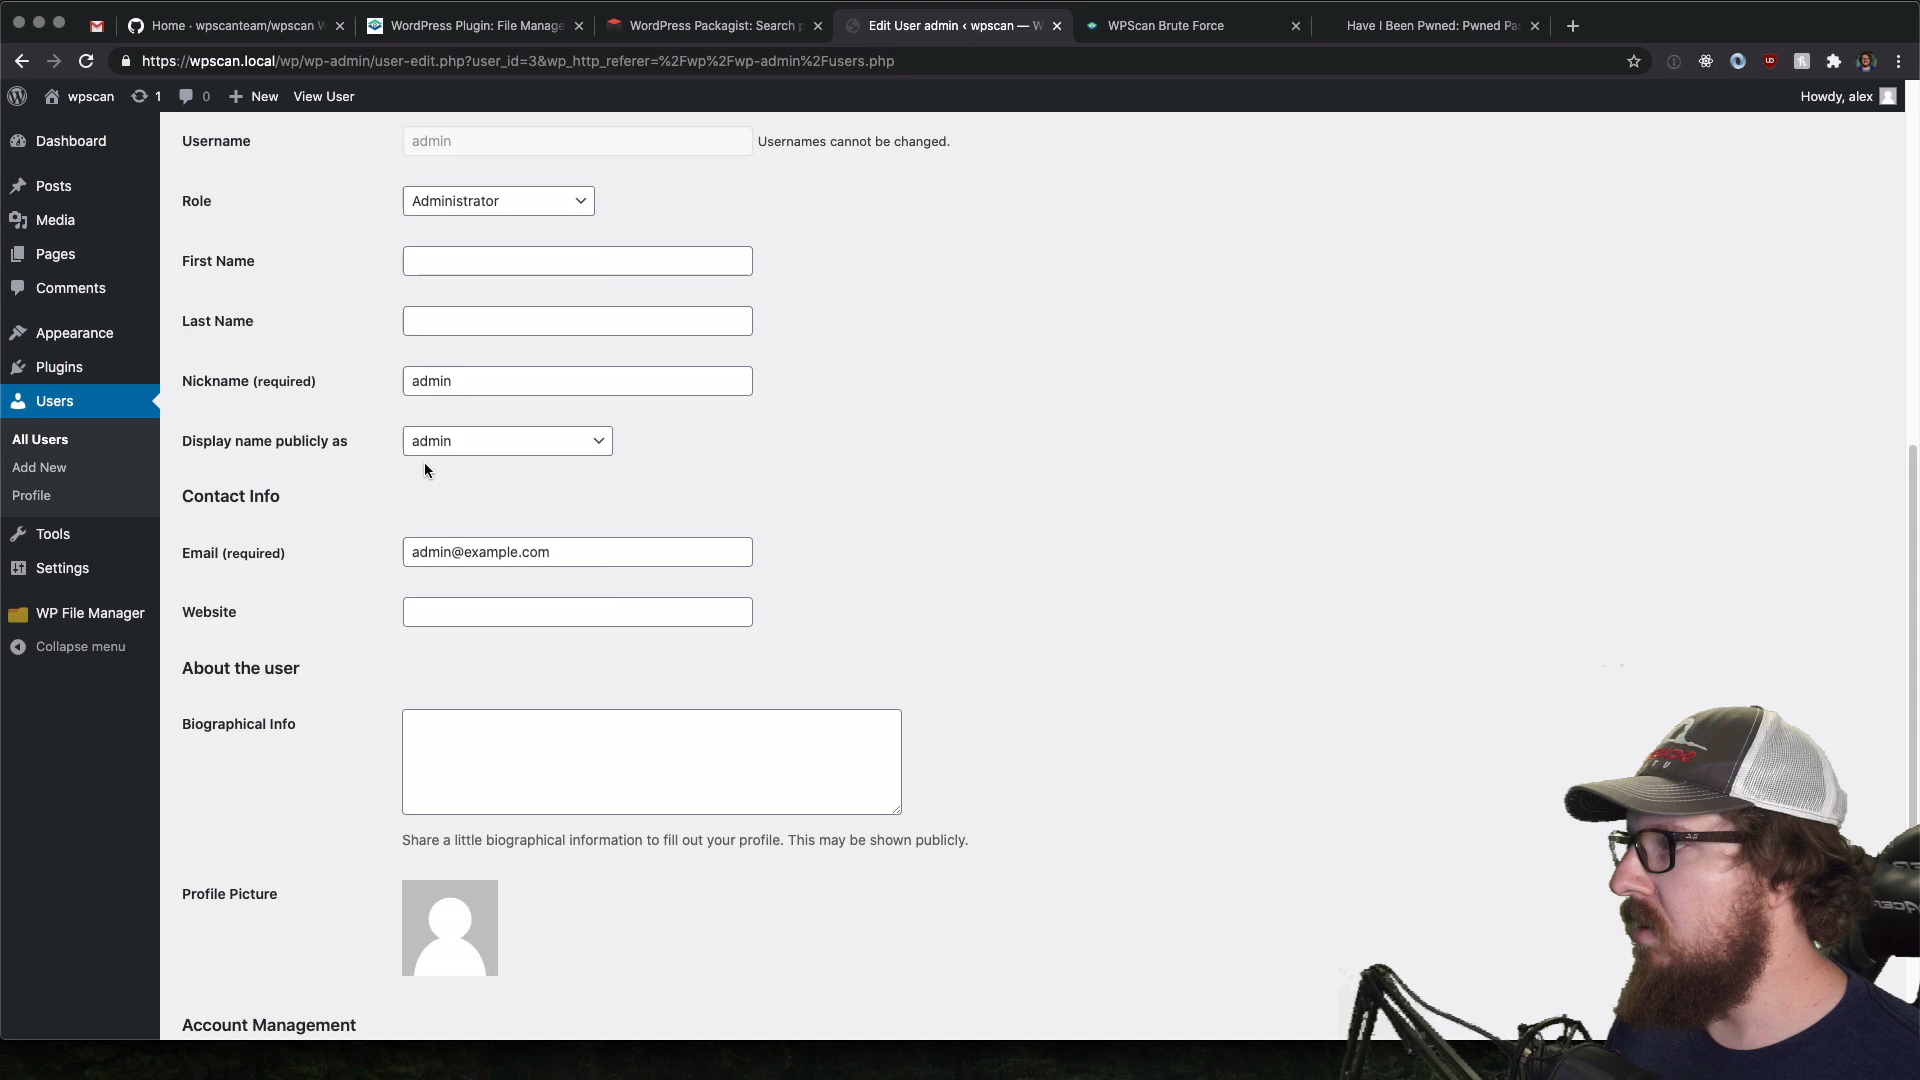 Home · wpscanteam/wpscan W
WordPress Plugin: File Manage
WordPress Packagist: Search p
Edit User admin ‹ wpscan — W
WPScan Brute Force
Have I Been Pwned: Pwned Pas
https://wpscan.local/wp/wp-admin/user-edit.php?user_id=3&wp_http_referer=%2Fwp%2Fwp-admin%2Fusers.php
wpscan
1
0
New
View User
Howdy, alex
Dashboard
Posts
Media
Pages
Comments
Appearance
Plugins
Users
All Users
Add New
Profile
Tools
Settings
WP File Manager
Collapse menu
Username
admin
Usernames cannot be changed.
Role
Administrator
First Name
Last Name
Nickname (required)
admin
Display name publicly as
admin
Contact Info
Email (required)
admin@example.com
Website
About the user
Biographical Info
Share a little biographical information to fill out your profile. This may be shown publicly.
Profile Picture
Account Management